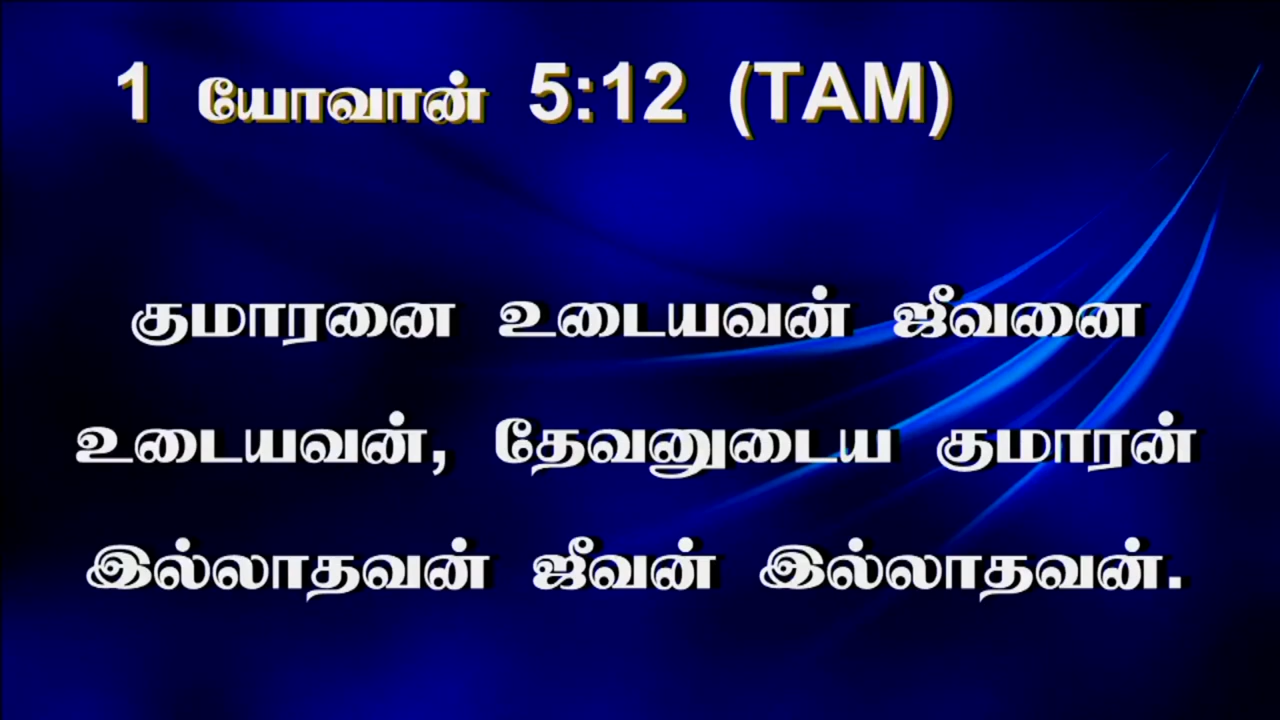 1 யோவான் 5:12 (TAM)
குமாரனை உடையவன் ஜீவனை
உடையவன், தேவனுடைய குமாரன்
இல்லாதவன் ஜீவன் இல்லாதவன்.